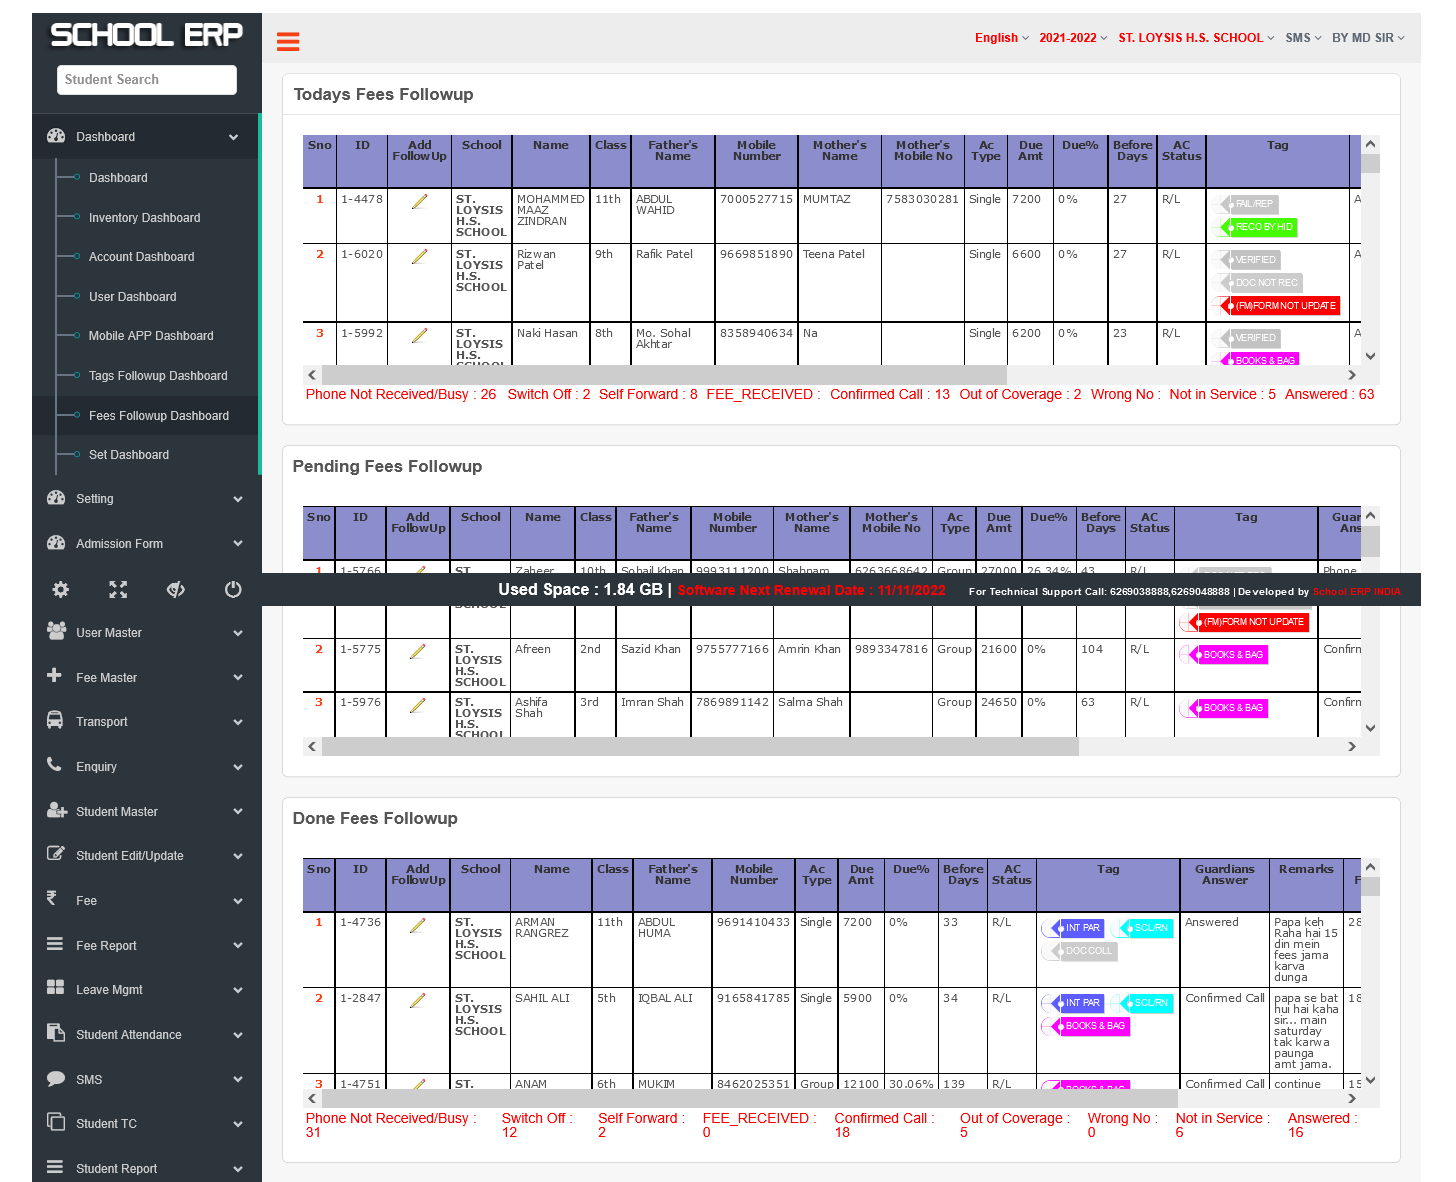 SCHOOL ERP
Student Search
English 2021-2022 ST. LOYSIS H.S. SCHOOL SMS BY MD SIR
Dashboard
Dashboard
Inventory Dashboard
Account Dashboard
User Dashboard
Mobile APP Dashboard
Tags Followup Dashboard
Fees Followup Dashboard
Set Dashboard
Setting
Admission Form
User Master
Fee Master
Transport
Enquiry
Student Master
Student Edit/Update
Fee
Fee Report
Leave Mgmt
Student Attendance
SMS
Student TC
Student Report
Todays Fees Followup
Sno ID Add School Name Class Father's Mobile Mother's Mother's Ac Due Due% Before AC Tag
FollowUp Name Number Name Mobile No Type Amt Days Status
1 1-4478 ST. MOHAMMED 11th ABDUL 7000527715 MUMTAZ 7583030281 Single 7200 0% 27 R/L FAIL/REP A
LOYSIS MAAZ WAHID
H.S. ZINDRAN RECO BY HID
SCHOOL
2 1-6020 ST. Rizwan 9th Rafik Patel 9669851890 Teena Patel Single 6600 0% 27 R/L VERIFIED A
LOYSIS Patel
H.S. DOC NOT REC
SCHOOL
(FM)FORM NOT UPDATE
3 1-5992 ST. Naki Hasan 8th Mo. Sohal 8358940634 Na Single 6200 0% 23 R/L VERIFIED A
LOYSIS Akhtar
H.S. BOOKS & BAG
SCHOOL
Phone Not Received/Busy : 26 Switch Off : 2 Self Forward : 8 FEE_RECEIVED : Confirmed Call : 13 Out of Coverage : 2 Wrong No : Not in Service : 5 Answered : 63
Pending Fees Followup
Sno ID Add School Name Class Father's Mobile Mother's Mother's Ac Due Due% Before AC Tag Guar
FollowUp Name Number Name Mobile No Type Amt Days Status Ans
1 1-5766 ST. Zaheer 10th Sohail Khan 9993111200 Shabnam 6263668642 Group 27000 26.34% 43 R/L Phone
Used Space : 1.84 GB | Software Next Renewal Date : 11/11/2022 For Technical Support Call: 6269038888,6269048888 | Developed by School ERP INDIA
SCHOOL
(FM)FORM NOT UPDATE
2 1-5775 ST. Afreen 2nd Sazid Khan 9755777166 Amrin Khan 9893347816 Group 21600 0% 104 R/L BOOKS & BAG Confirn
LOYSIS
H.S.
SCHOOL
3 1-5976 ST. Ashifa 3rd Imran Shah 7869891142 Salma Shah Group 24650 0% 63 R/L BOOKS & BAG Confirn
LOYSIS Shah
H.S.
SCHOOL
Done Fees Followup
Sno ID Add School Name Class Father's Mobile Ac Due Due% Before AC Tag Guardians Remarks
FollowUp Name Number Type Amt Days Status Answer F
1 1-4736 ST. ARMAN 11th ABDUL 9691410433 Single 7200 0% 33 R/L INT PAR SCL/RN Answered Papa keh 28
LOYSIS RANGREZ HUMA Raha hai 15
H.S. DOC COLL din mein
SCHOOL fees jama
karva
dunga
2 1-2847 ST. SAHIL ALI 5th IQBAL ALI 9165841785 Single 5900 0% 34 R/L INT PAR SCL/RN Confirmed Call papa se bat 18
LOYSIS hui hai kaha
H.S. BOOKS & BAG sir... main
SCHOOL saturday
tak karwa
paunga
amt jama.
3 1-4751 ST. ANAM 6th MUKIM 8462025351 Group 12100 30.06% 139 R/L BOOKS & BAG Confirmed Call continue 15
Phone Not Received/Busy : Switch Off : Self Forward : FEE_RECEIVED : Confirmed Call : Out of Coverage : Wrong No : Not in Service : Answered :
31 12 2 0 18 5 0 6 16